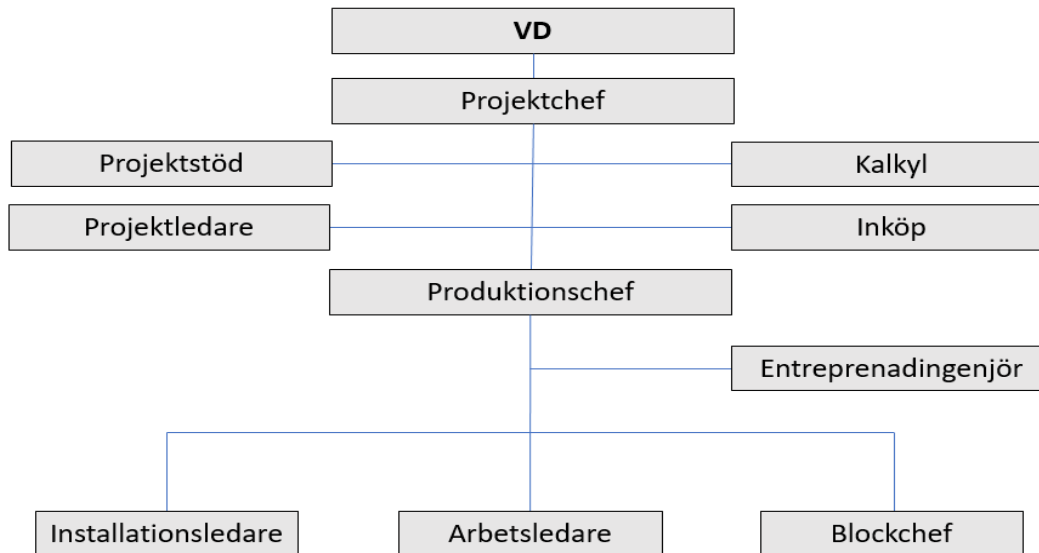 VD
Projektchef
Projektstöd
Kalkyl
Projektledare
Inköp
Produktionschef
Entreprenadingenjör
Installationsledare
Arbetsledare
Blockchef